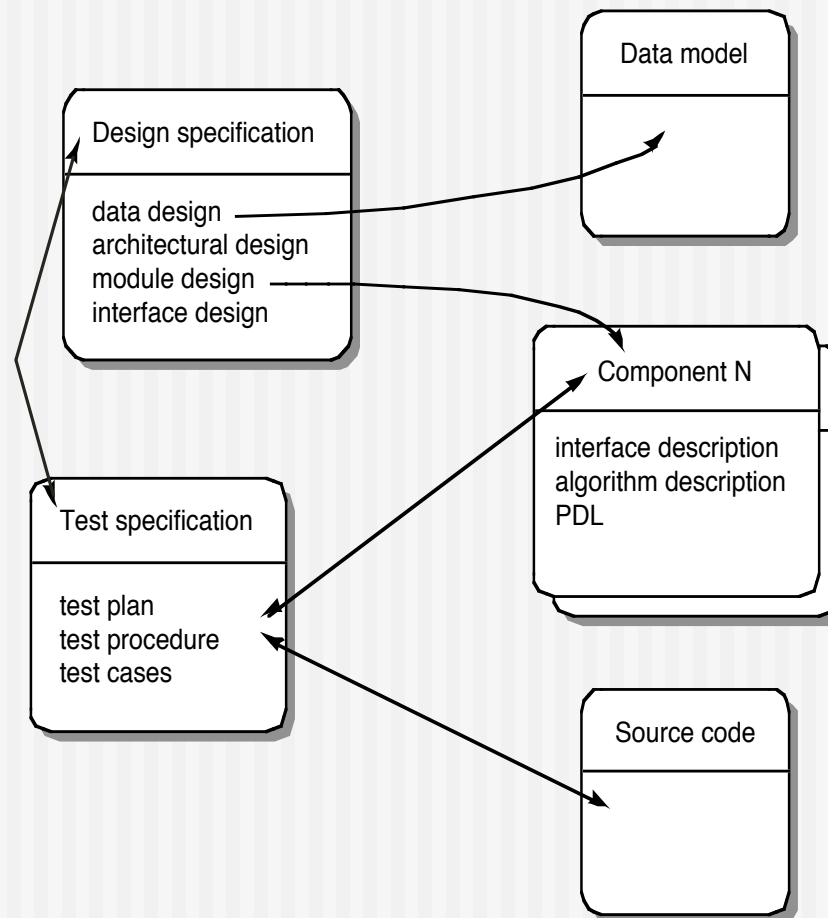 Data model
Design specification
data design
architectural design
module design
interface design
Component N
interface description
algorithm description
PDL
Test specification
test plan
test procedure
test cases
Source code